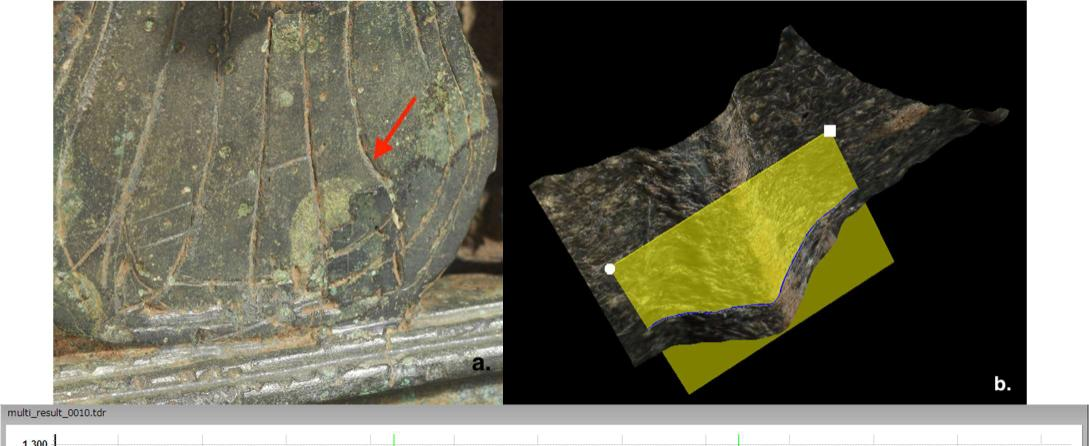 a.
b.
multi_result_0010.tdr
1.300